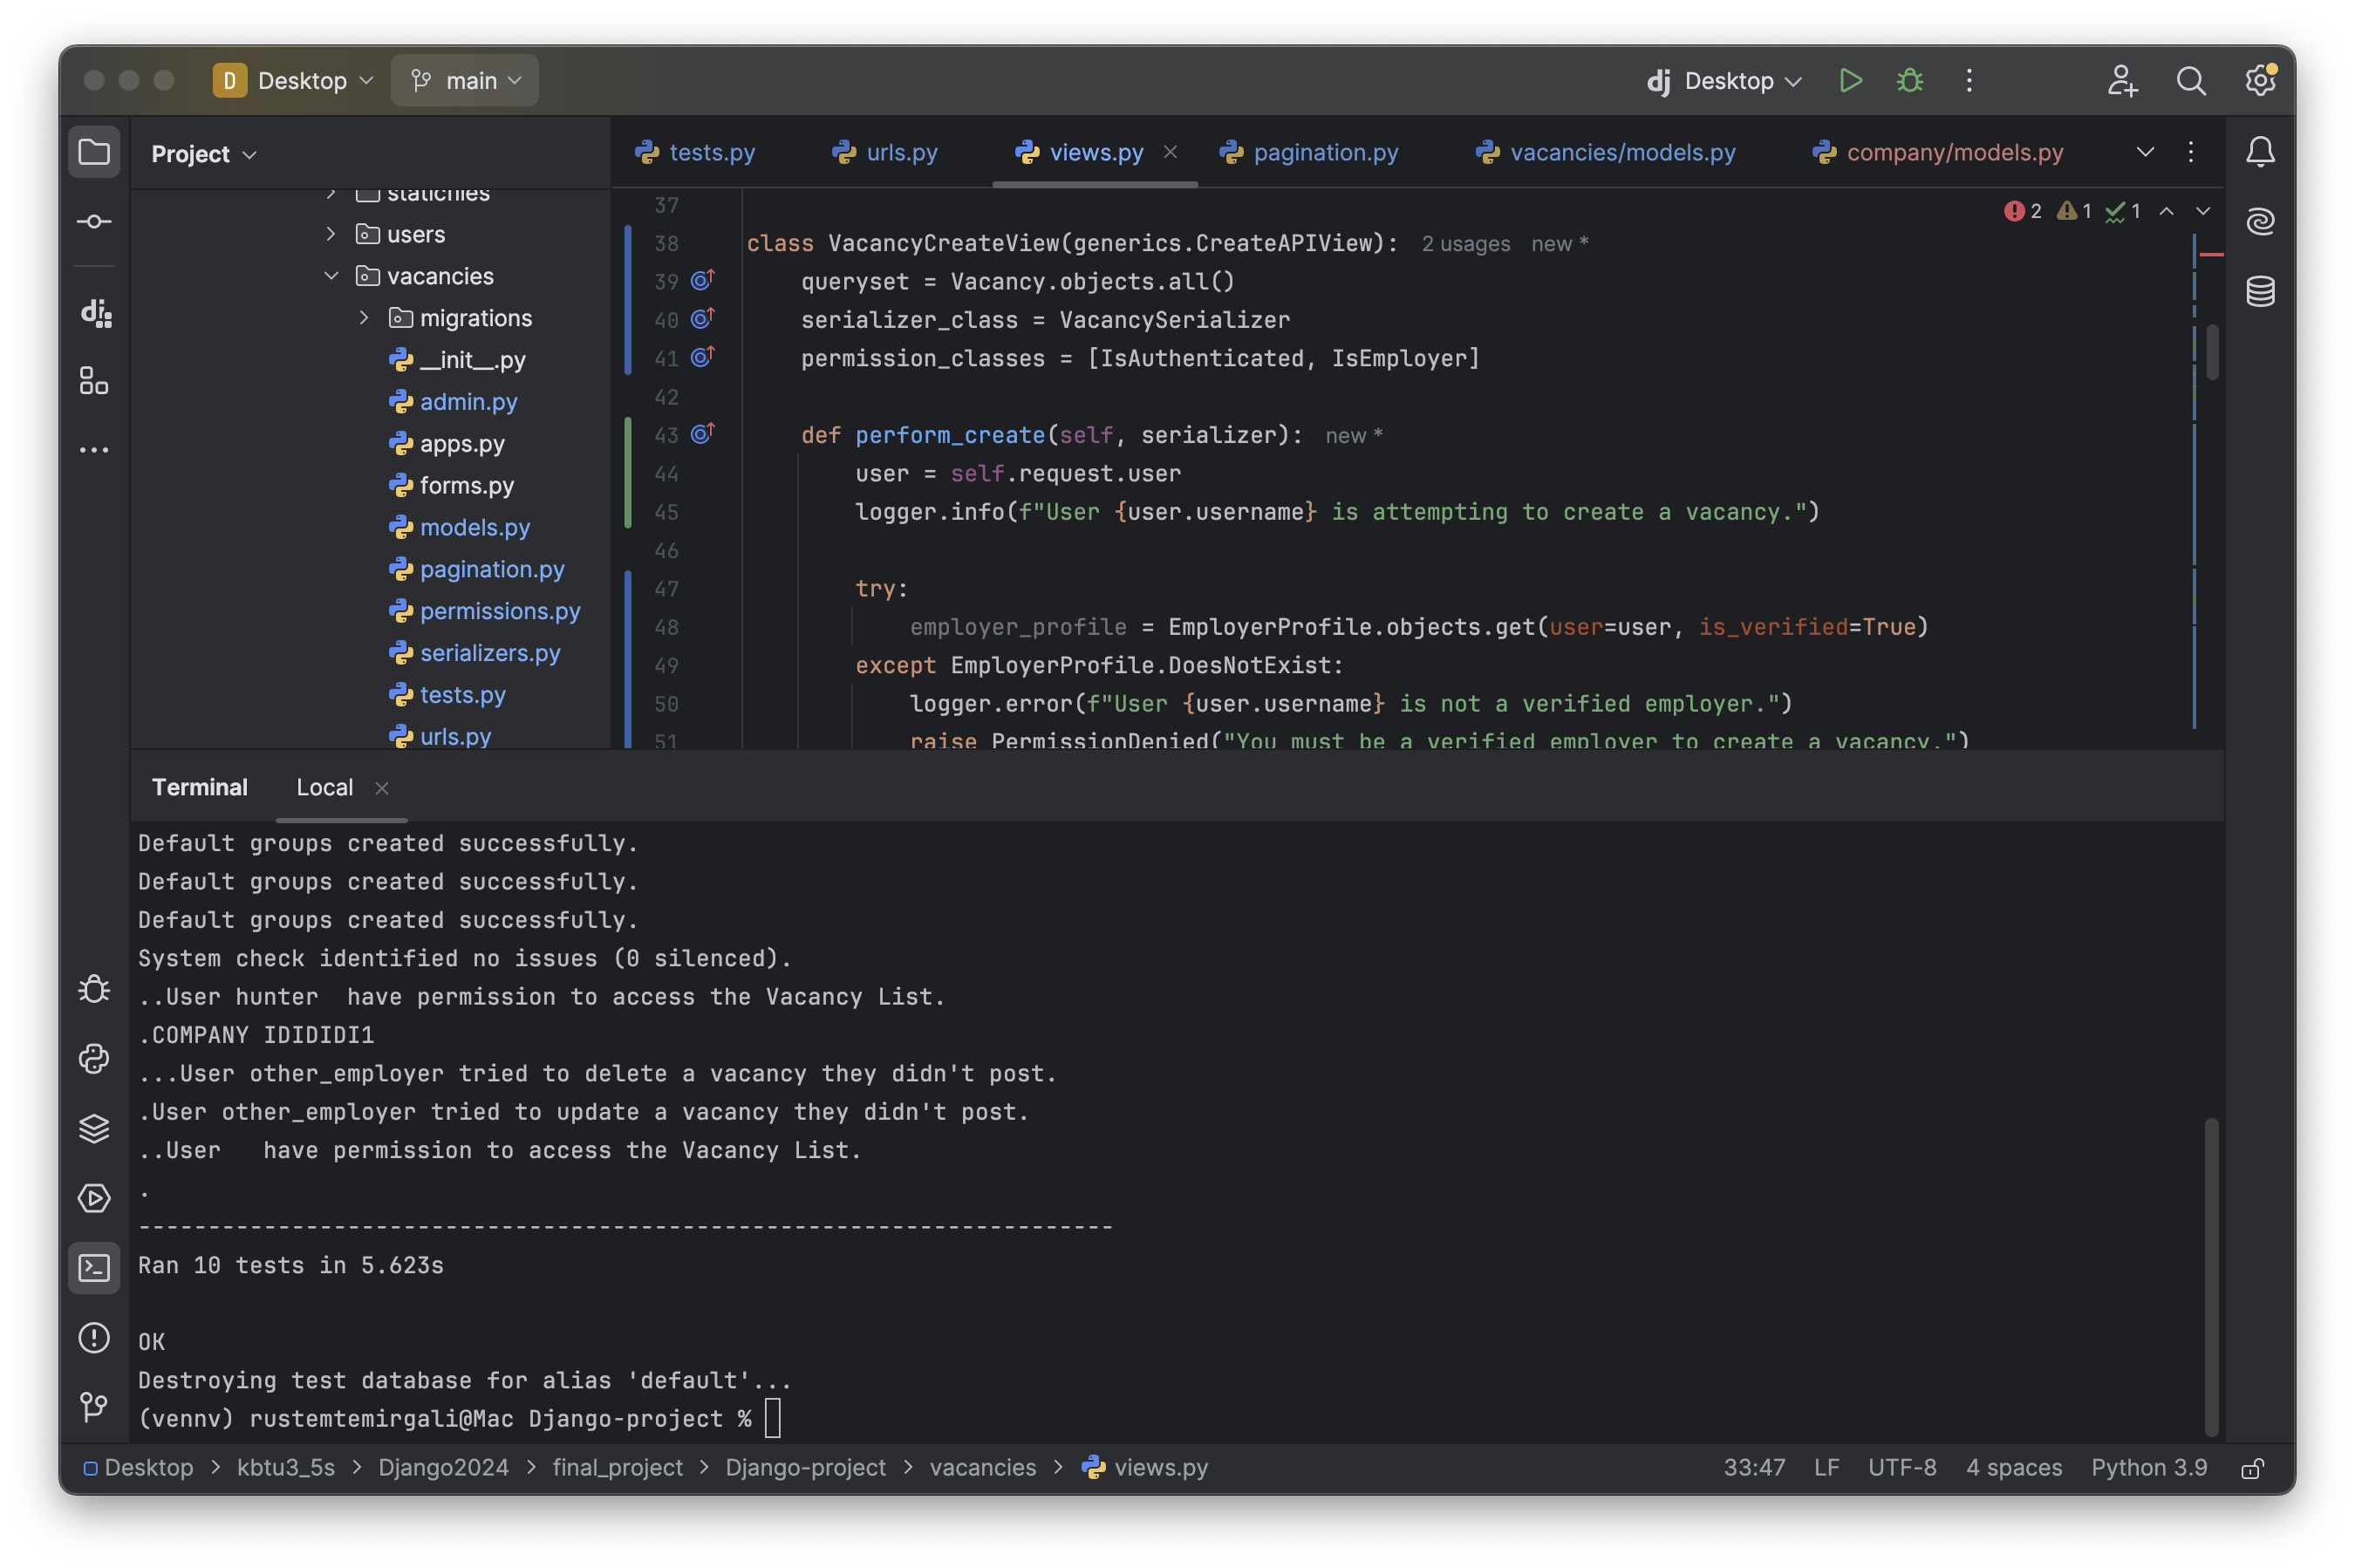 D Desktop main dj Desktop
Project
tests.py urls.py views.py pagination.py vacancies/models.py company/models.py
staticfiles
users
vacancies
migrations
__init__.py
admin.py
apps.py
forms.py
models.py
pagination.py
permissions.py
serializers.py
tests.py
urls.py
2 1 1
37
38 class VacancyCreateView(generics.CreateAPIView): 2 usages new *
39 queryset = Vacancy.objects.all()
40 serializer_class = VacancySerializer
41 permission_classes = [IsAuthenticated, IsEmployer]
42
43 def perform_create(self, serializer): new *
44 user = self.request.user
45 logger.info(f"User {user.username} is attempting to create a vacancy.")
46
47 try:
48 employer_profile = EmployerProfile.objects.get(user=user, is_verified=True)
49 except EmployerProfile.DoesNotExist:
50 logger.error(f"User {user.username} is not a verified employer.")
51 raise PermissionDenied("You must be a verified employer to create a vacancy.")
Terminal Local
Default groups created successfully.
Default groups created successfully.
Default groups created successfully.
System check identified no issues (0 silenced).
..User hunter  have permission to access the Vacancy List.
.COMPANY IDIDIDI1
...User other_employer tried to delete a vacancy they didn't post.
.User other_employer tried to update a vacancy they didn't post.
..User   have permission to access the Vacancy List.
.
----------------------------------------------------------------------
Ran 10 tests in 5.623s
OK
Destroying test database for alias 'default'...
(vennv) rustemtemirgali@Mac Django-project %
Desktop > kbtu3_5s > Django2024 > final_project > Django-project > vacancies > views.py 33:47 LF UTF-8 4 spaces Python 3.9